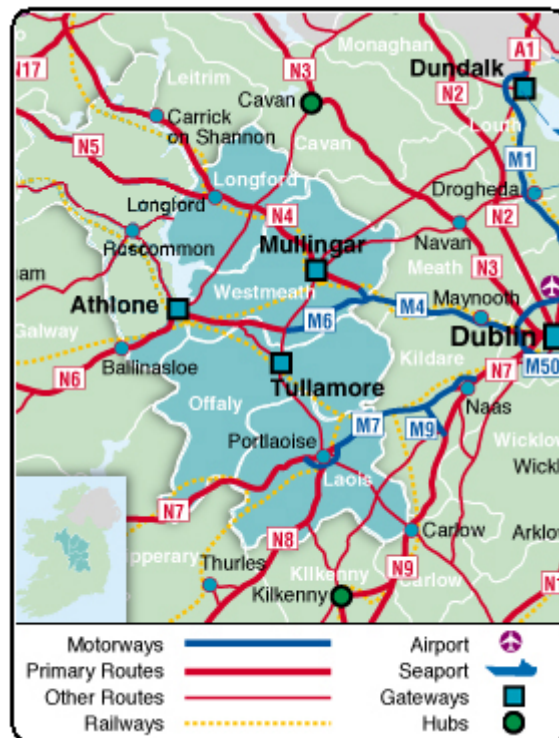 A1
Monaghan
N17
N3
Dundalk
Leitrim
N2
Cavan
Louth
Carrick
on Shannon
Cavan
M1
N5
Longford
Drogheda
Longford
N4
N2
Roscommon
Mullingar
Navan
Meath
N3
Athlone
Westmeath
M4
Maynooth
M6
Dublin
Galway
Kildare
Ballinasloe
N7
M50
N6
Tullamore
Offaly
M7
M9
Naas
Portlaoise
Wicklow
Laois
N7
N8
Carlow
Thurles
Kilkenny
N9
Carlow
Kilkenny
Motorways
Airport
Primary Routes
Seaport
Other Routes
Gateways
Railways
Hubs